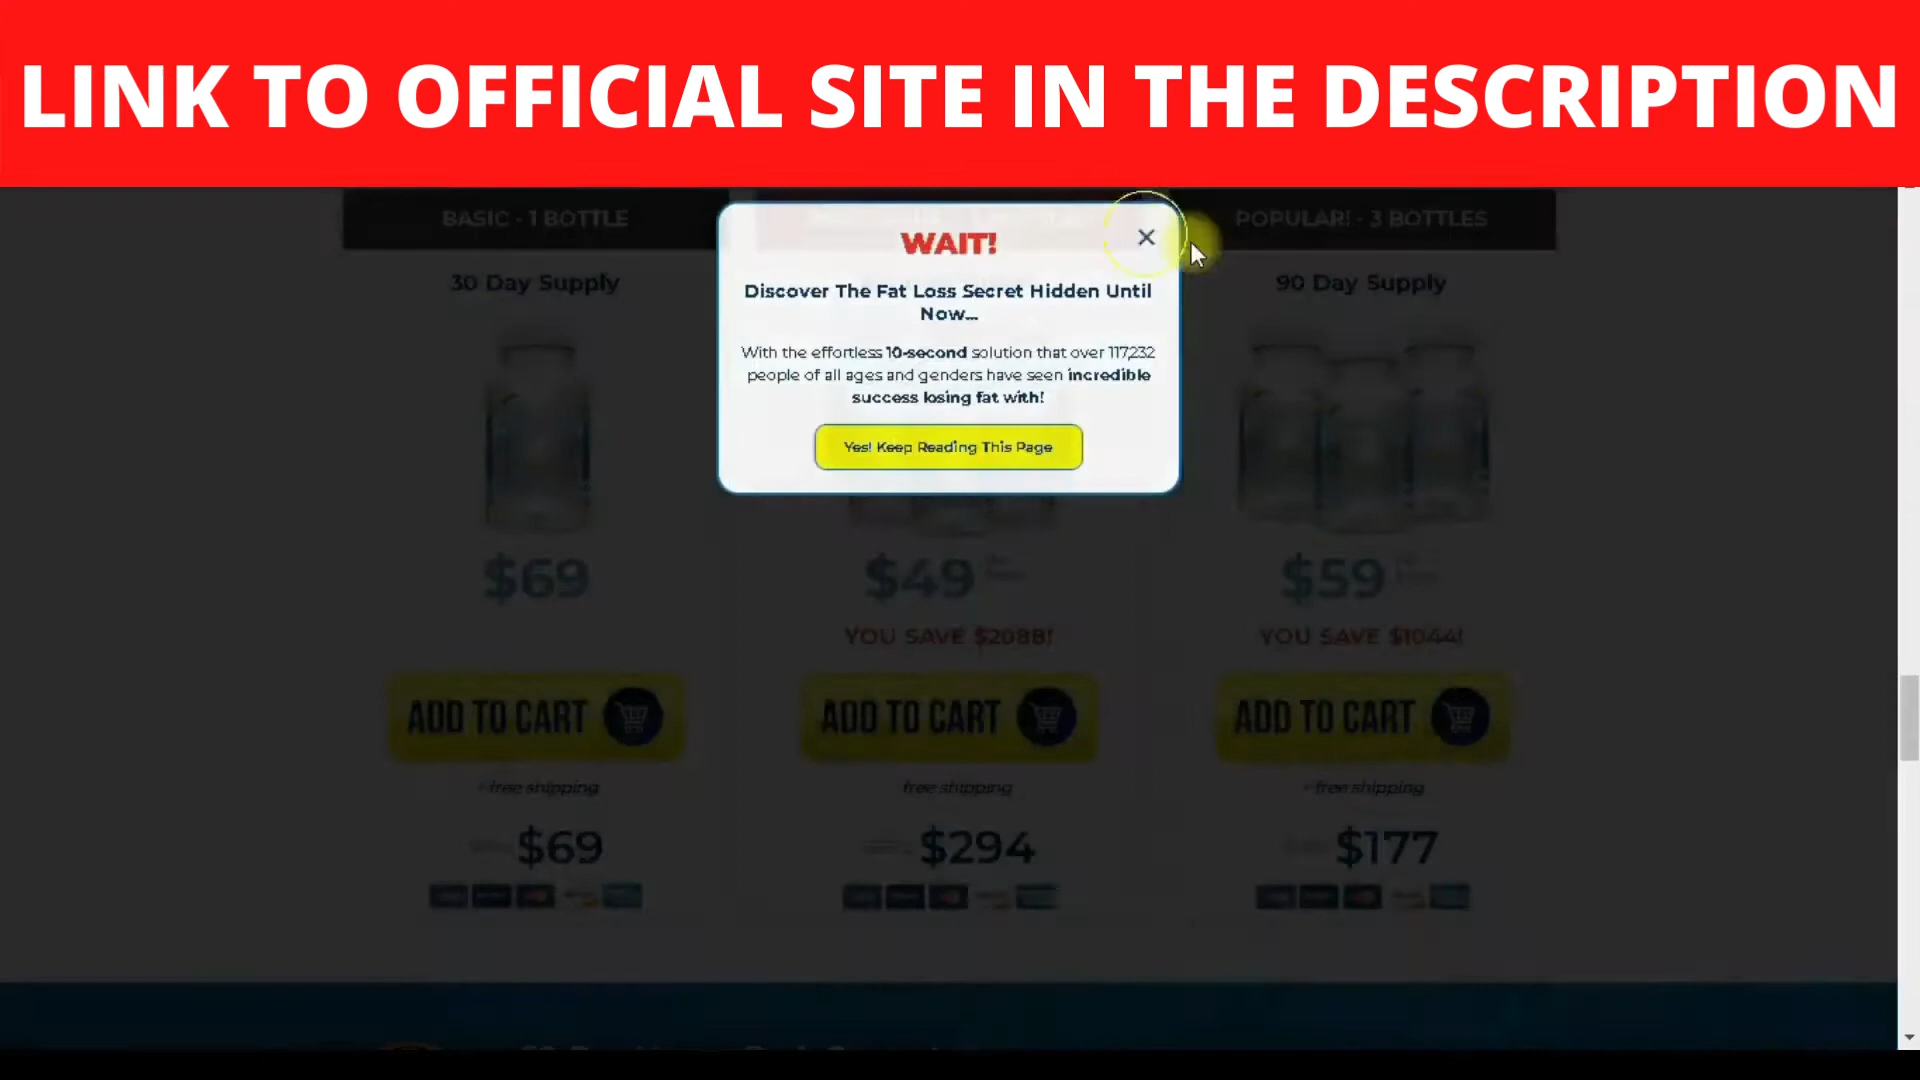 LINK TO OFFICIAL SITE IN THE DESCRIPTION
BASIC - 1 BOTTLE
POPULAR! - 3 BOTTLES
WAIT!
30 Day Supply
90 Day Supply
Discover The Fat Loss Secret Hidden Until
Now...
With the effortless 10-second solution that over 117,232
people of all ages and genders have seen incredible
success losing fat with!
Yes! Keep Reading This Page
$69
$49
$59
YOU SAVE $2088!
YOU SAVE $1044!
ADD TO CART
ADD TO CART
ADD TO CART
+ free shipping
free shipping
+ free shipping
$69
$294
$177